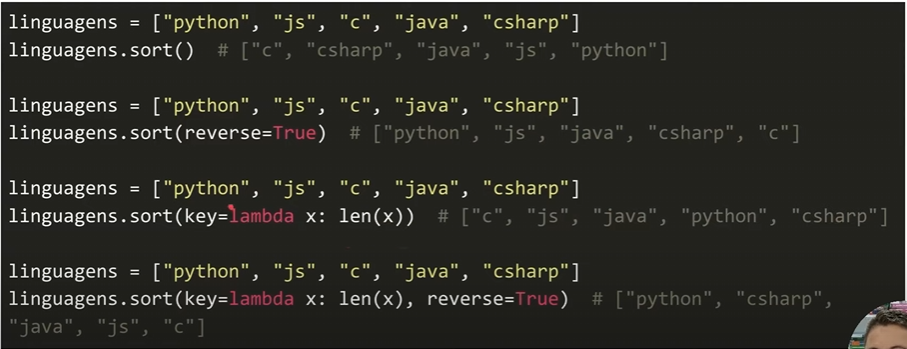 linguagens = ["python", "js", "c", "java", "csharp"]
linguagens.sort()  # ["c", "csharp", "java", "js", "python"]
linguagens = ["python", "js", "c", "java", "csharp"]
linguagens.sort(reverse=True)  # ["python", "js", "java", "csharp", "c"]
linguagens = ["python", "js", "c", "java", "csharp"]
linguagens.sort(key=lambda x: len(x))  # ["c", "js", "java", "python", "csharp"]
linguagens = ["python", "js", "c", "java", "csharp"]
linguagens.sort(key=lambda x: len(x), reverse=True)  # ["python", "csharp",
"java", "js", "c"]